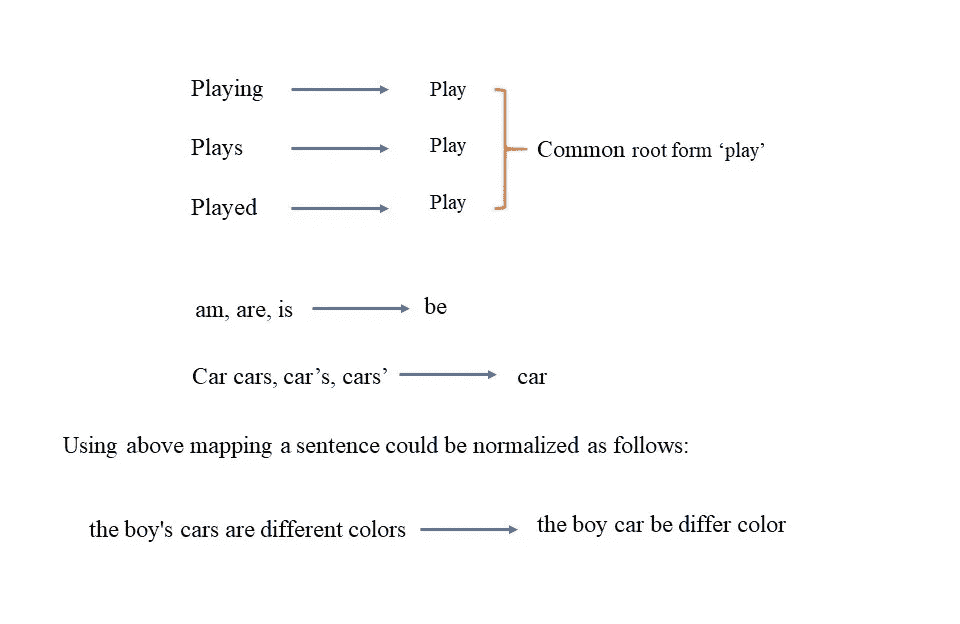 Playing Play
Plays Play Common root form ‘play’
Played Play
am, are, is be
Car cars, car’s, cars’ car
Using above mapping a sentence could be normalized as follows:
the boy's cars are different colors the boy car be differ color